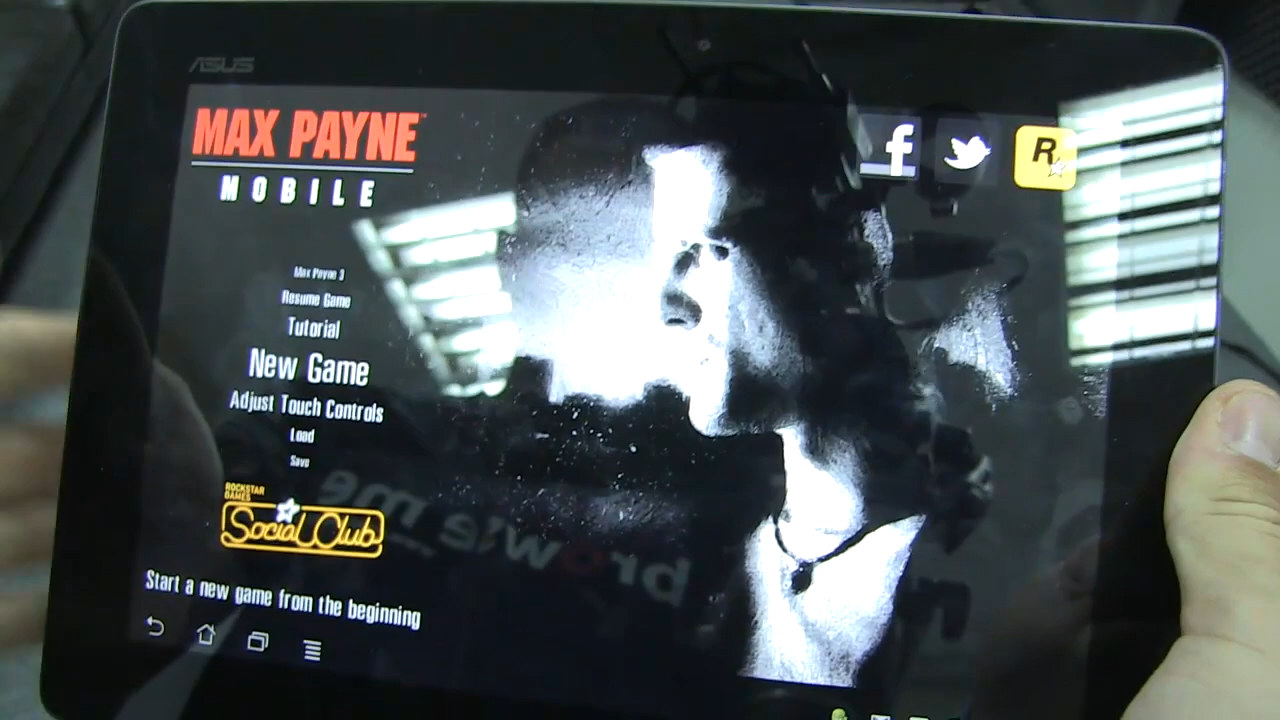 ASUS
MAX PAYNE™
MOBILE
f
R
Max Payne 3
Resume Game
Tutorial
New Game
Adjust Touch Controls
Load
Save
ROCKSTAR
GAMES
Social Club
Start a new game from the beginning